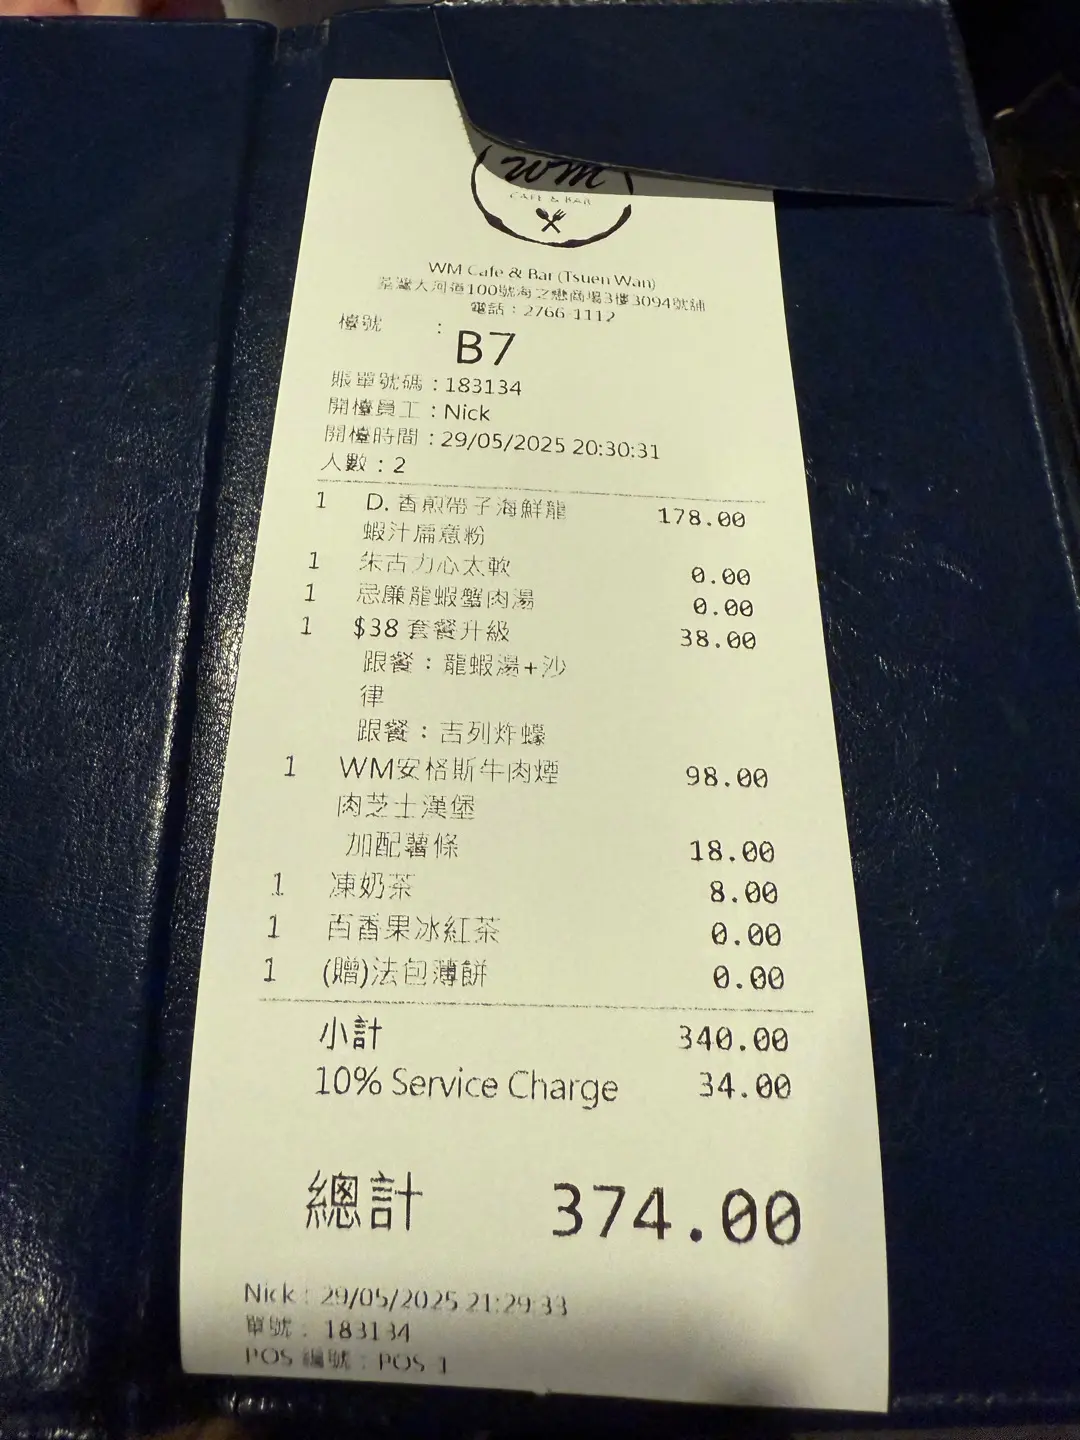 WM
CAFE & BAR
WM Cafe & Bar (Tsuen Wan)
荃灣大河道100號海之戀商場3樓3094號舖
電話：2766-1112
檯號 :
B7
賬單號碼：183134
開檯員工：Nick
開檯時間：29/05/2025 20:30:31
人數：2
1 D. 香煎帶子海鮮龍 178.00
蝦汁扁意粉
1 朱古力心太軟 0.00
1 忌廉龍蝦蟹肉湯 0.00
1 $38 套餐升級 38.00
跟餐：龍蝦湯+沙
律
跟餐：吉列炸蠔
1 WM安格斯牛肉煙 98.00
肉芝士漢堡
加配薯條 18.00
1 凍奶茶 8.00
1 百香果冰紅茶 0.00
1 (贈)法包薄餅 0.00
小計 340.00
10% Service Charge 34.00
總計 374.00
Nick : 29/05/2025 21:29:33
單號：183134
POS 編號：POS 1